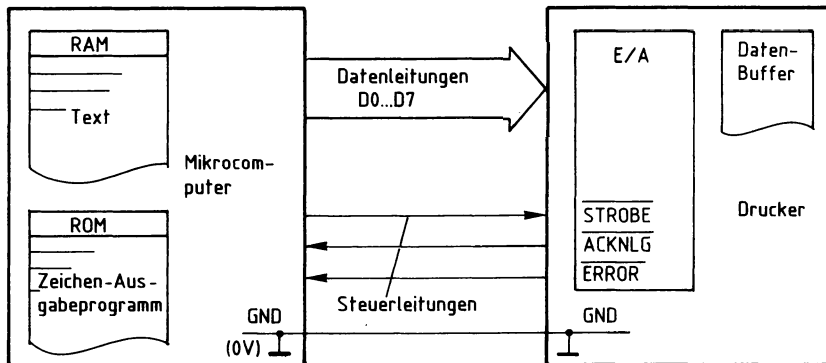 RAM
Text
Mikrocom-
puter
ROM
Zeichen-Aus-
gabeprogramm
GND
(0V)
Datenleitungen
D0...D7
Steuerleitungen
E/A
STROBE
ACKNLG
ERROR
GND
Daten-
Buffer
Drucker